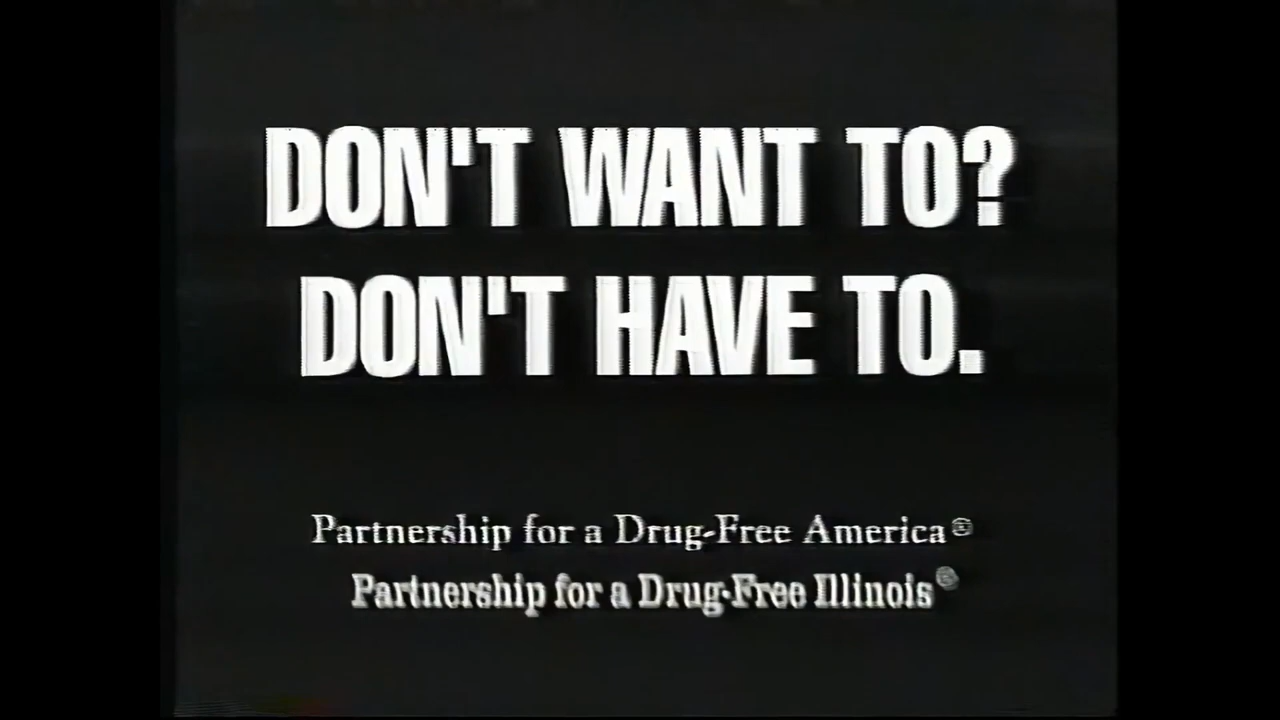 DON'T WANT TO?
DON'T HAVE TO.
Partnership for a Drug-Free America®
Partnership for a Drug-Free Illinois®